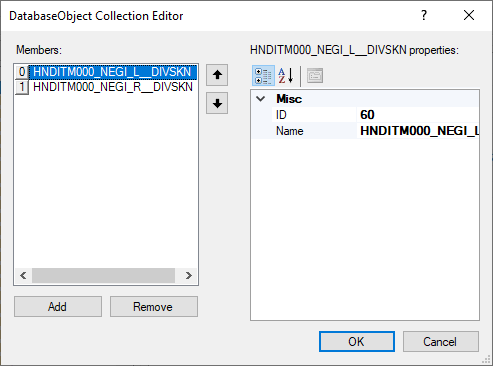 DatabaseObject Collection Editor
?
Members:
0 HNDITM000_NEGI_L__DIVSKN
1 HNDITM000_NEGI_R__DIVSKN
Add
Remove
HNDITM000_NEGI_L__DIVSKN properties:
A
Z
Misc
ID 60
Name HNDITM000_NEGI_L
OK
Cancel